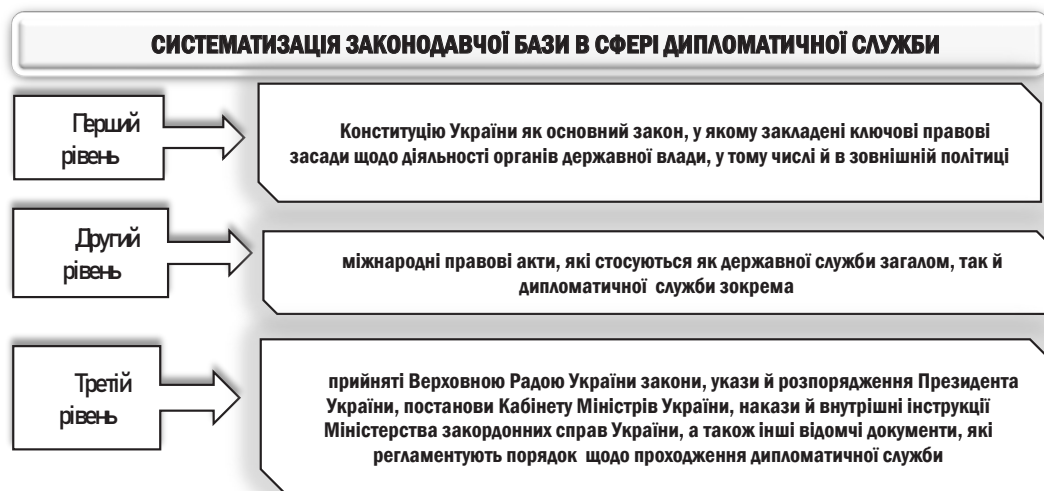 СИСТЕМАТИЗАЦІЯ ЗАКОНОДАВЧОЇ БАЗИ В СФЕРІ ДИПЛОМАТИЧНОЇ СЛУЖБИ
Перший
рівень
Конституцію України як основний закон, у якому закладені ключові правові
засади щодо діяльності органів державної влади, у тому числі й в зовнішній політиці
Другий
рівень
міжнародні правові акти, які стосуються як державної служби загалом, так й
дипломатичної служби зокрема
Третій
рівень
прийняті Верховною Радою України закони, укази й розпорядження Президента
України, постанови Кабінету Міністрів України, накази й внутрішні інструкції
Міністерства закордонних справ України, а також інші відомчі документи, які
регламентують порядок щодо проходження дипломатичної служби